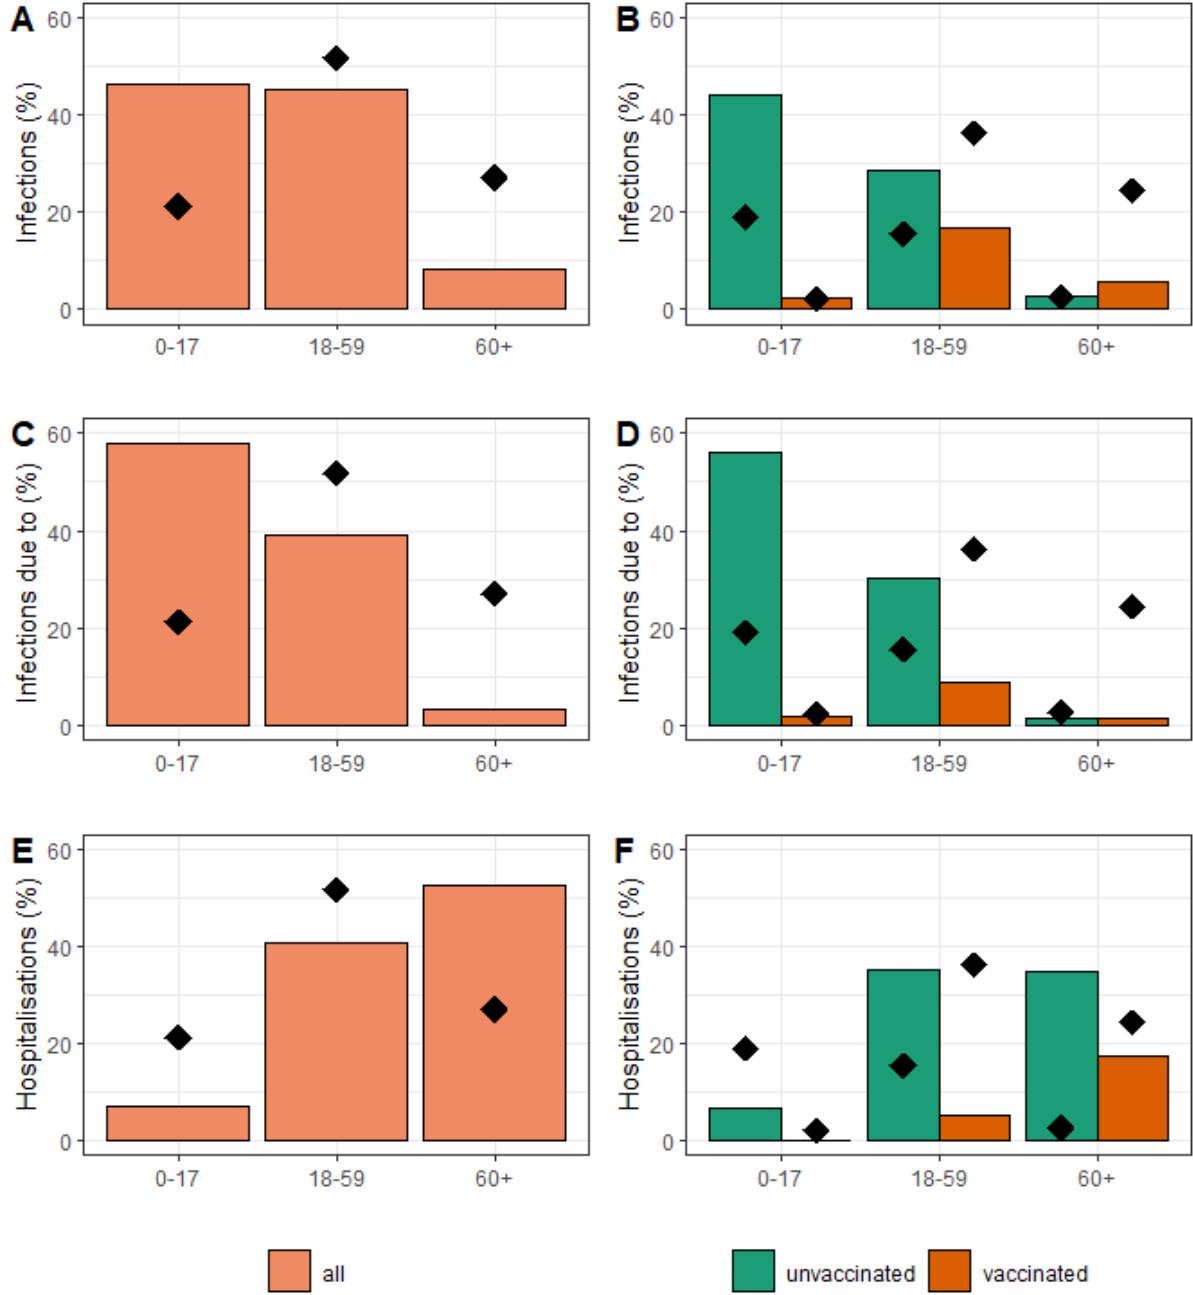 A
B
Infections (%)
60
40
20
0
0-17 18-59 60+
Infections (%)
60
40
20
0
0-17 18-59 60+
C
D
Infections due to (%)
60
40
20
0
0-17 18-59 60+
Infections due to (%)
60
40
20
0
0-17 18-59 60+
E
F
Hospitalisations (%)
60
40
20
0
0-17 18-59 60+
Hospitalisations (%)
60
40
20
0
0-17 18-59 60+
all
unvaccinated vaccinated